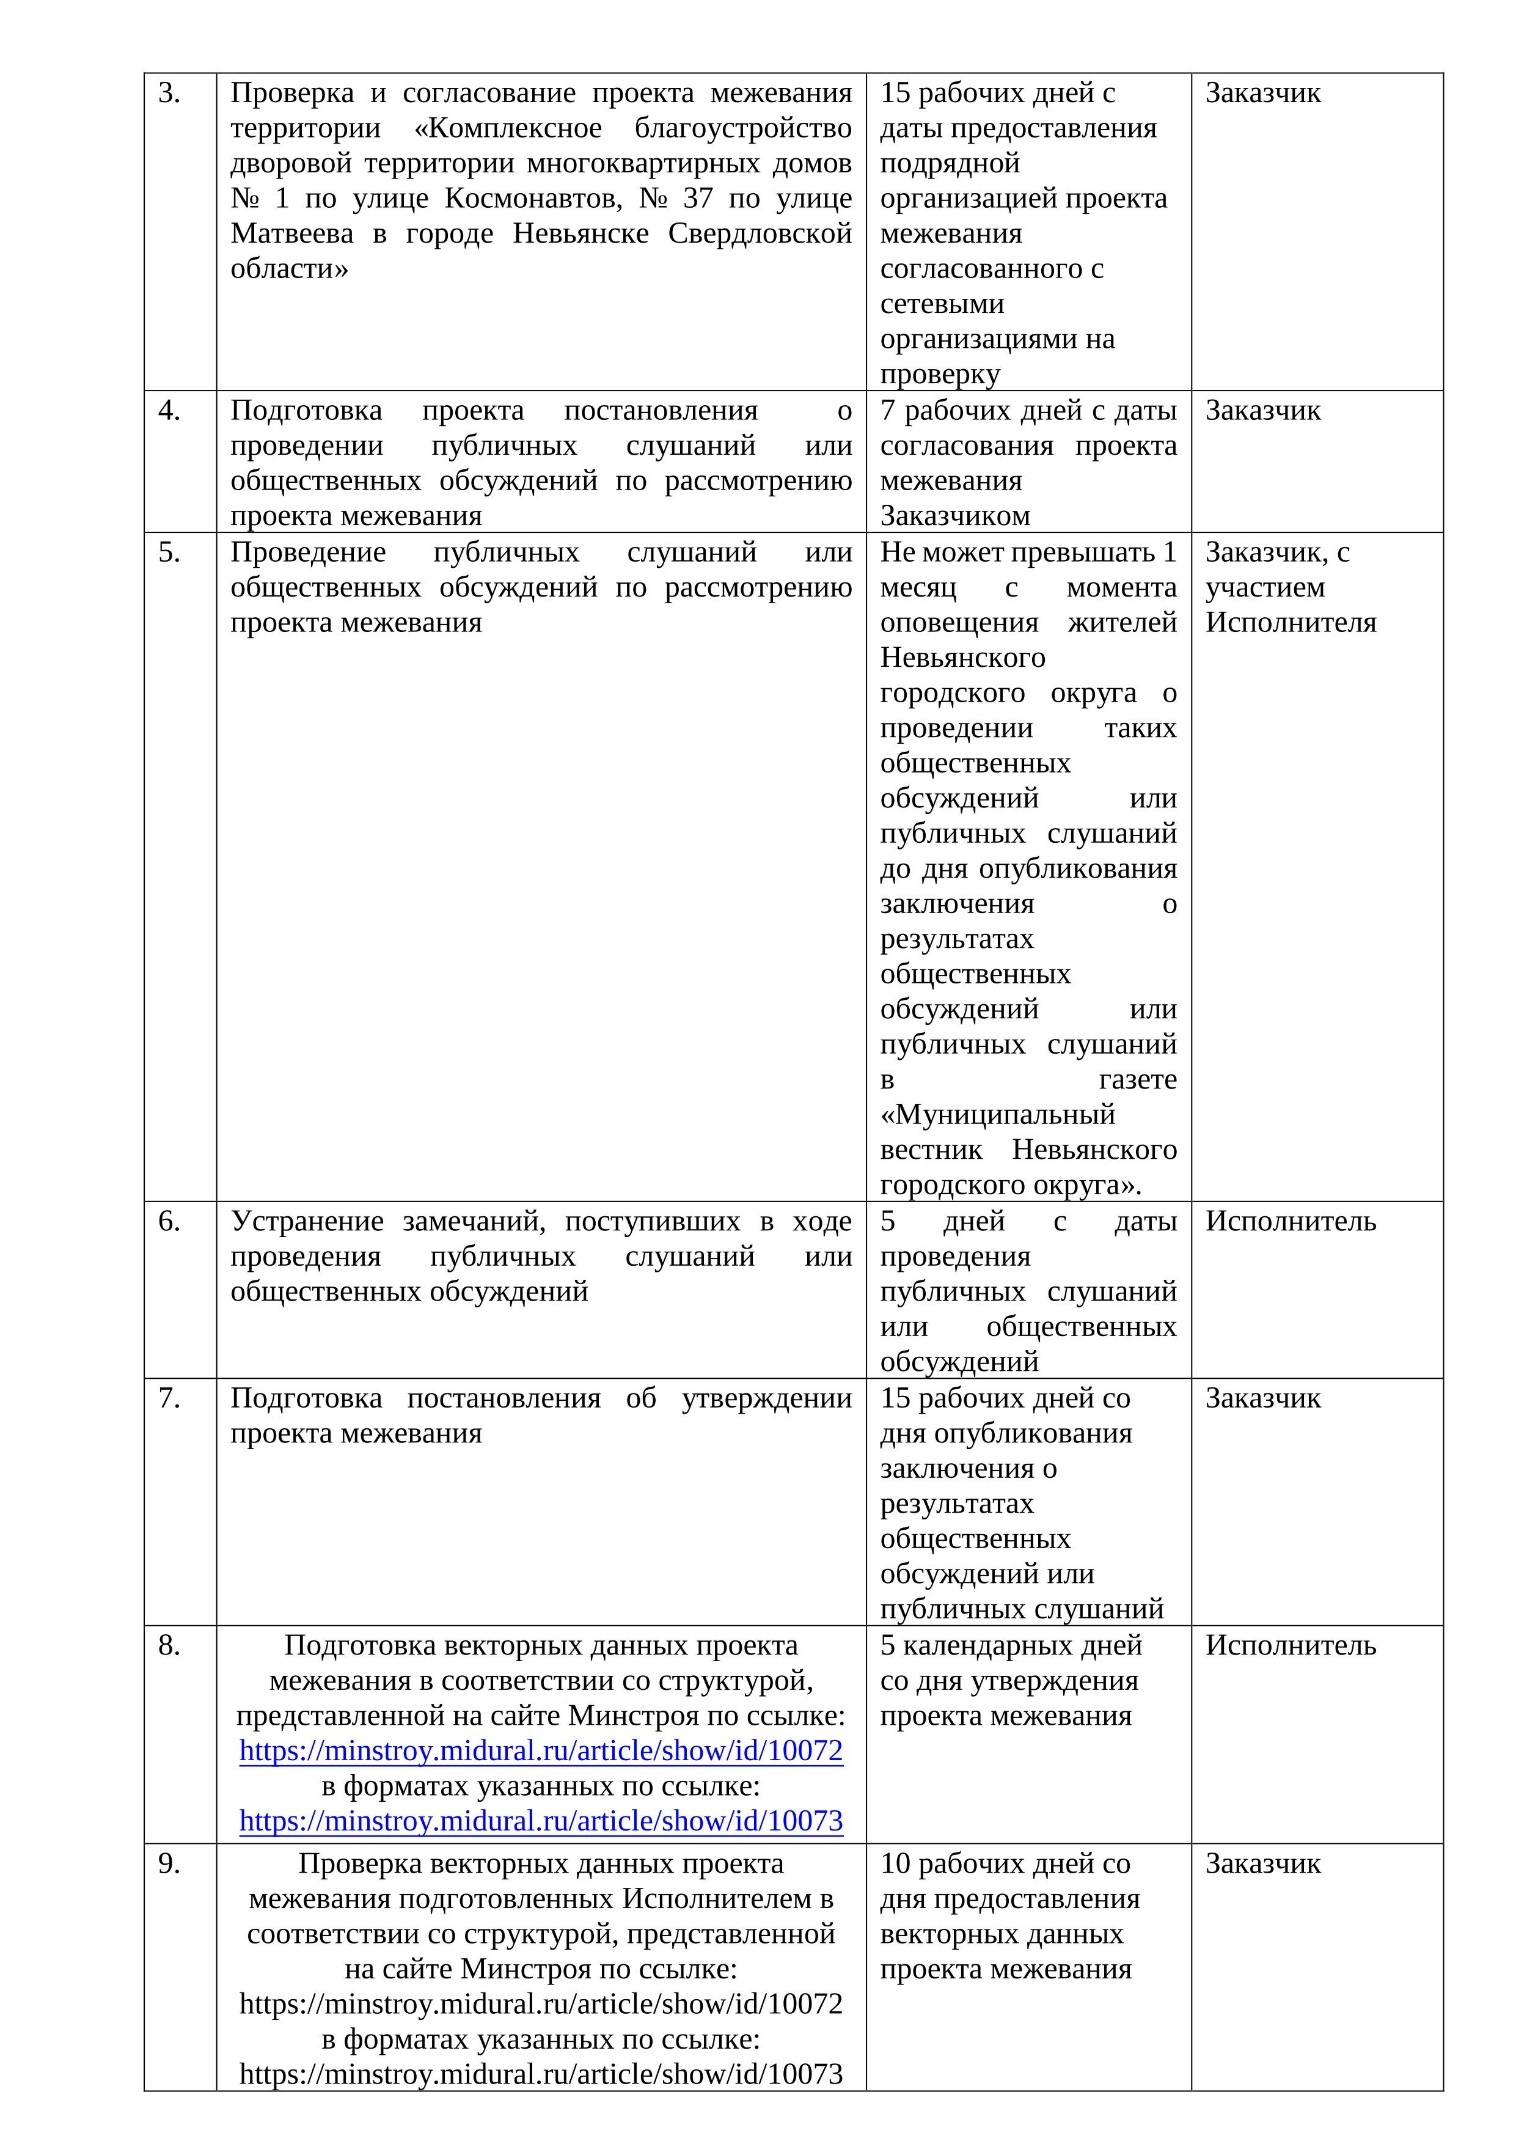 3.
Проверка и согласование проекта межевания
территории «Комплексное благоустройство
дворовой территории многоквартирных домов
№ 1 по улице Космонавтов, № 37 по улице
Матвеева в городе Невьянске Свердловской
области»
15 рабочих дней с
даты предоставления
подрядной
организацией проекта
межевания
согласованного с
сетевыми
организациями на
проверку
Заказчик
4.
Подготовка проекта постановления о
проведении публичных слушаний или
общественных обсуждений по рассмотрению
проекта межевания
7 рабочих дней с даты
согласования проекта
межевания
Заказчиком
Заказчик
5.
Проведение публичных слушаний или
общественных обсуждений по рассмотрению
проекта межевания
Не может превышать 1
месяц с момента
оповещения жителей
Невьянского
городского округа о
проведении таких
общественных
обсуждений или
публичных слушаний
до дня опубликования
заключения о
результатах
общественных
обсуждений или
публичных слушаний
в газете
«Муниципальный
вестник Невьянского
городского округа».
Заказчик, с
участием
Исполнителя
6.
Устранение замечаний, поступивших в ходе
проведения публичных слушаний или
общественных обсуждений
5 дней с даты
проведения
публичных слушаний
или общественных
обсуждений
Исполнитель
7.
Подготовка постановления об утверждении
проекта межевания
15 рабочих дней со
дня опубликования
заключения о
результатах
общественных
обсуждений или
публичных слушаний
Заказчик
8.
Подготовка векторных данных проекта
межевания в соответствии со структурой,
представленной на сайте Минстроя по ссылке:
https://minstroy.midural.ru/article/show/id/10072
в форматах указанных по ссылке:
https://minstroy.midural.ru/article/show/id/10073
5 календарных дней
со дня утверждения
проекта межевания
Исполнитель
9.
Проверка векторных данных проекта
межевания подготовленных Исполнителем в
соответствии со структурой, представленной
на сайте Минстроя по ссылке:
https://minstroy.midural.ru/article/show/id/10072
в форматах указанных по ссылке:
https://minstroy.midural.ru/article/show/id/10073
10 рабочих дней со
дня предоставления
векторных данных
проекта межевания
Заказчик